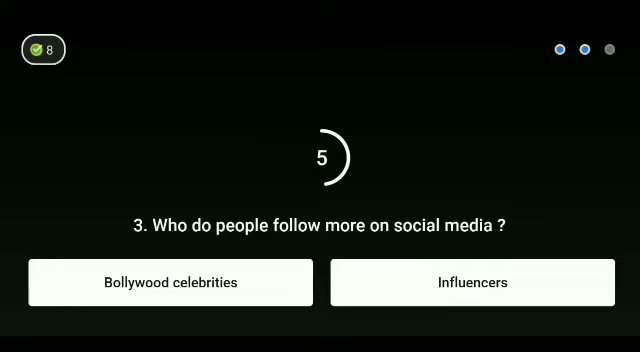 8
5
3. Who do people follow more on social media ?
Bollywood celebrities
Influencers